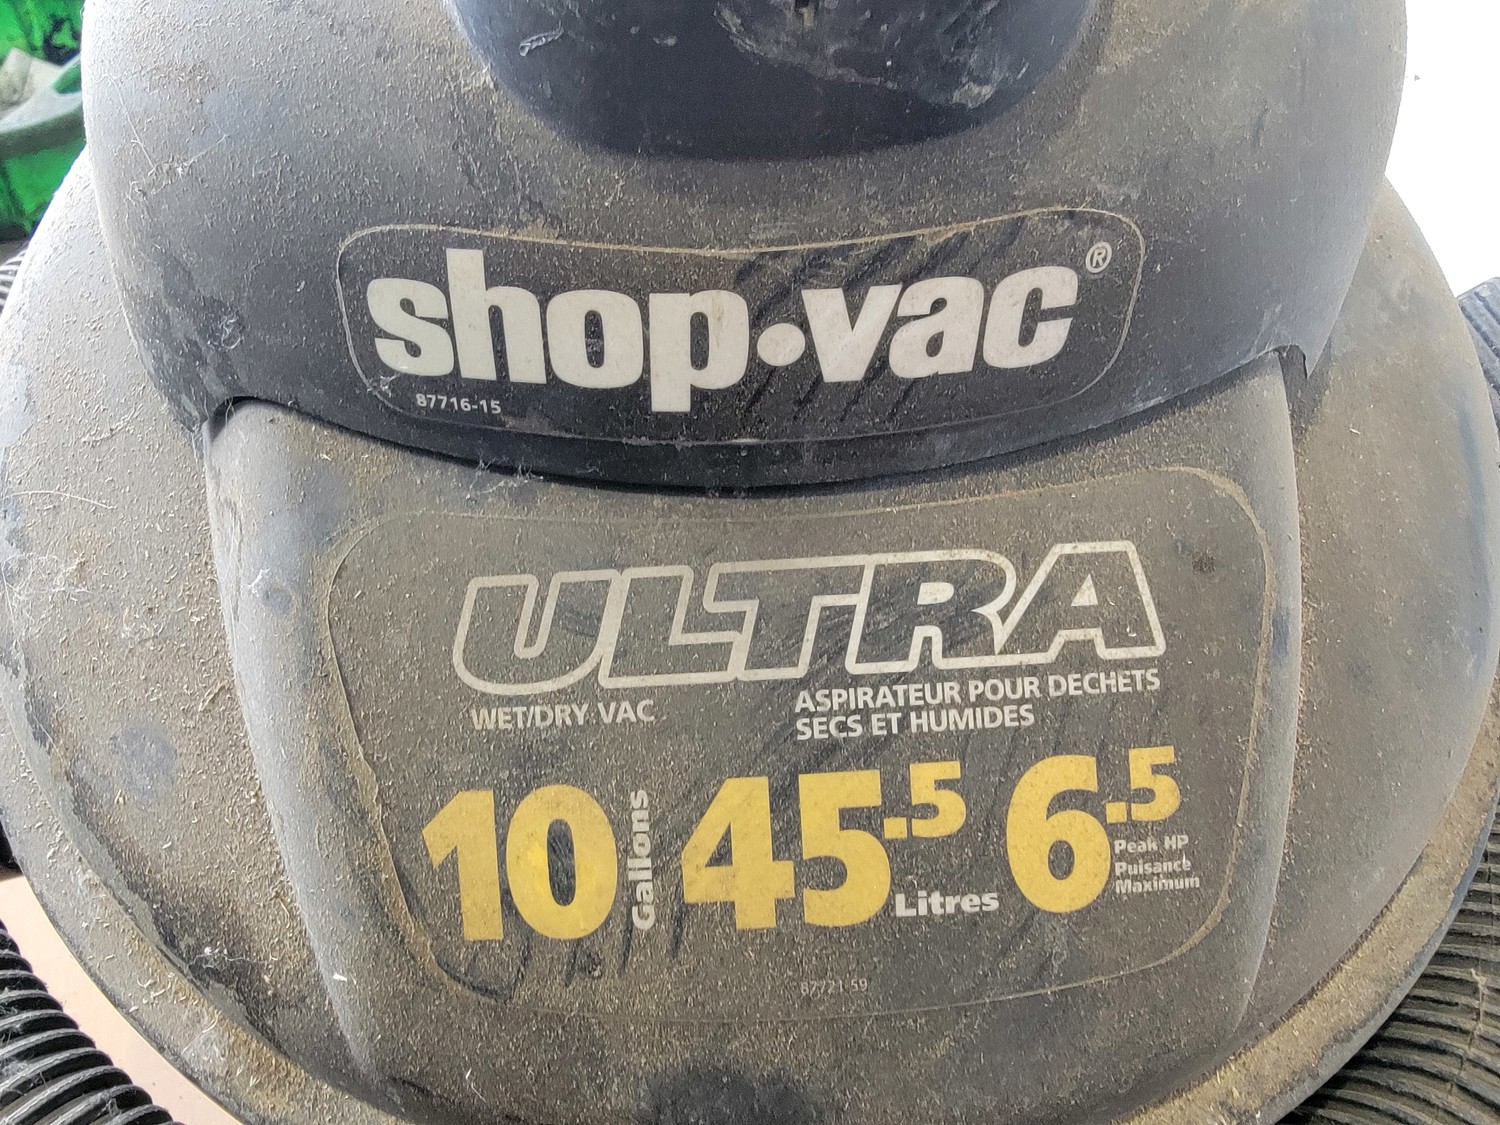 shop·vac®
87716-15
ULTRA
WET/DRY VAC
ASPIRATEUR POUR DECHETS
SECS ET HUMIDES
10 Gallons
45.5 Litres
6.5
Peak HP
Puisance
Maximum
87721-59